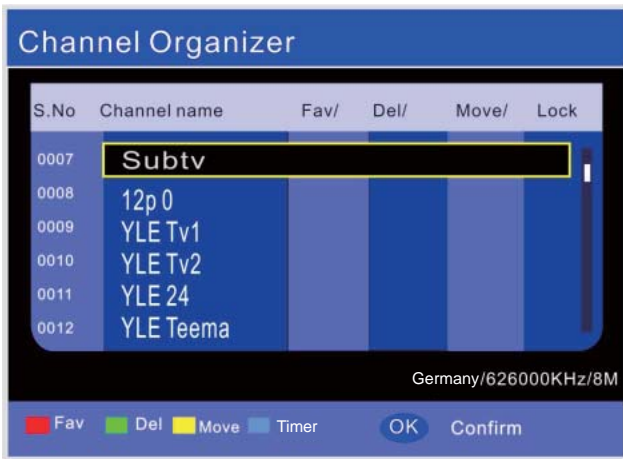 Channel Organizer
S.No Channel name Fav/ Del/ Move/ Lock
0007 Subtv
0008 12p 0
0009 YLE Tv1
0010 YLE Tv2
0011 YLE 24
0012 YLE Teema
Germany/626000KHz/8M
Fav Del Move Timer OK Confirm